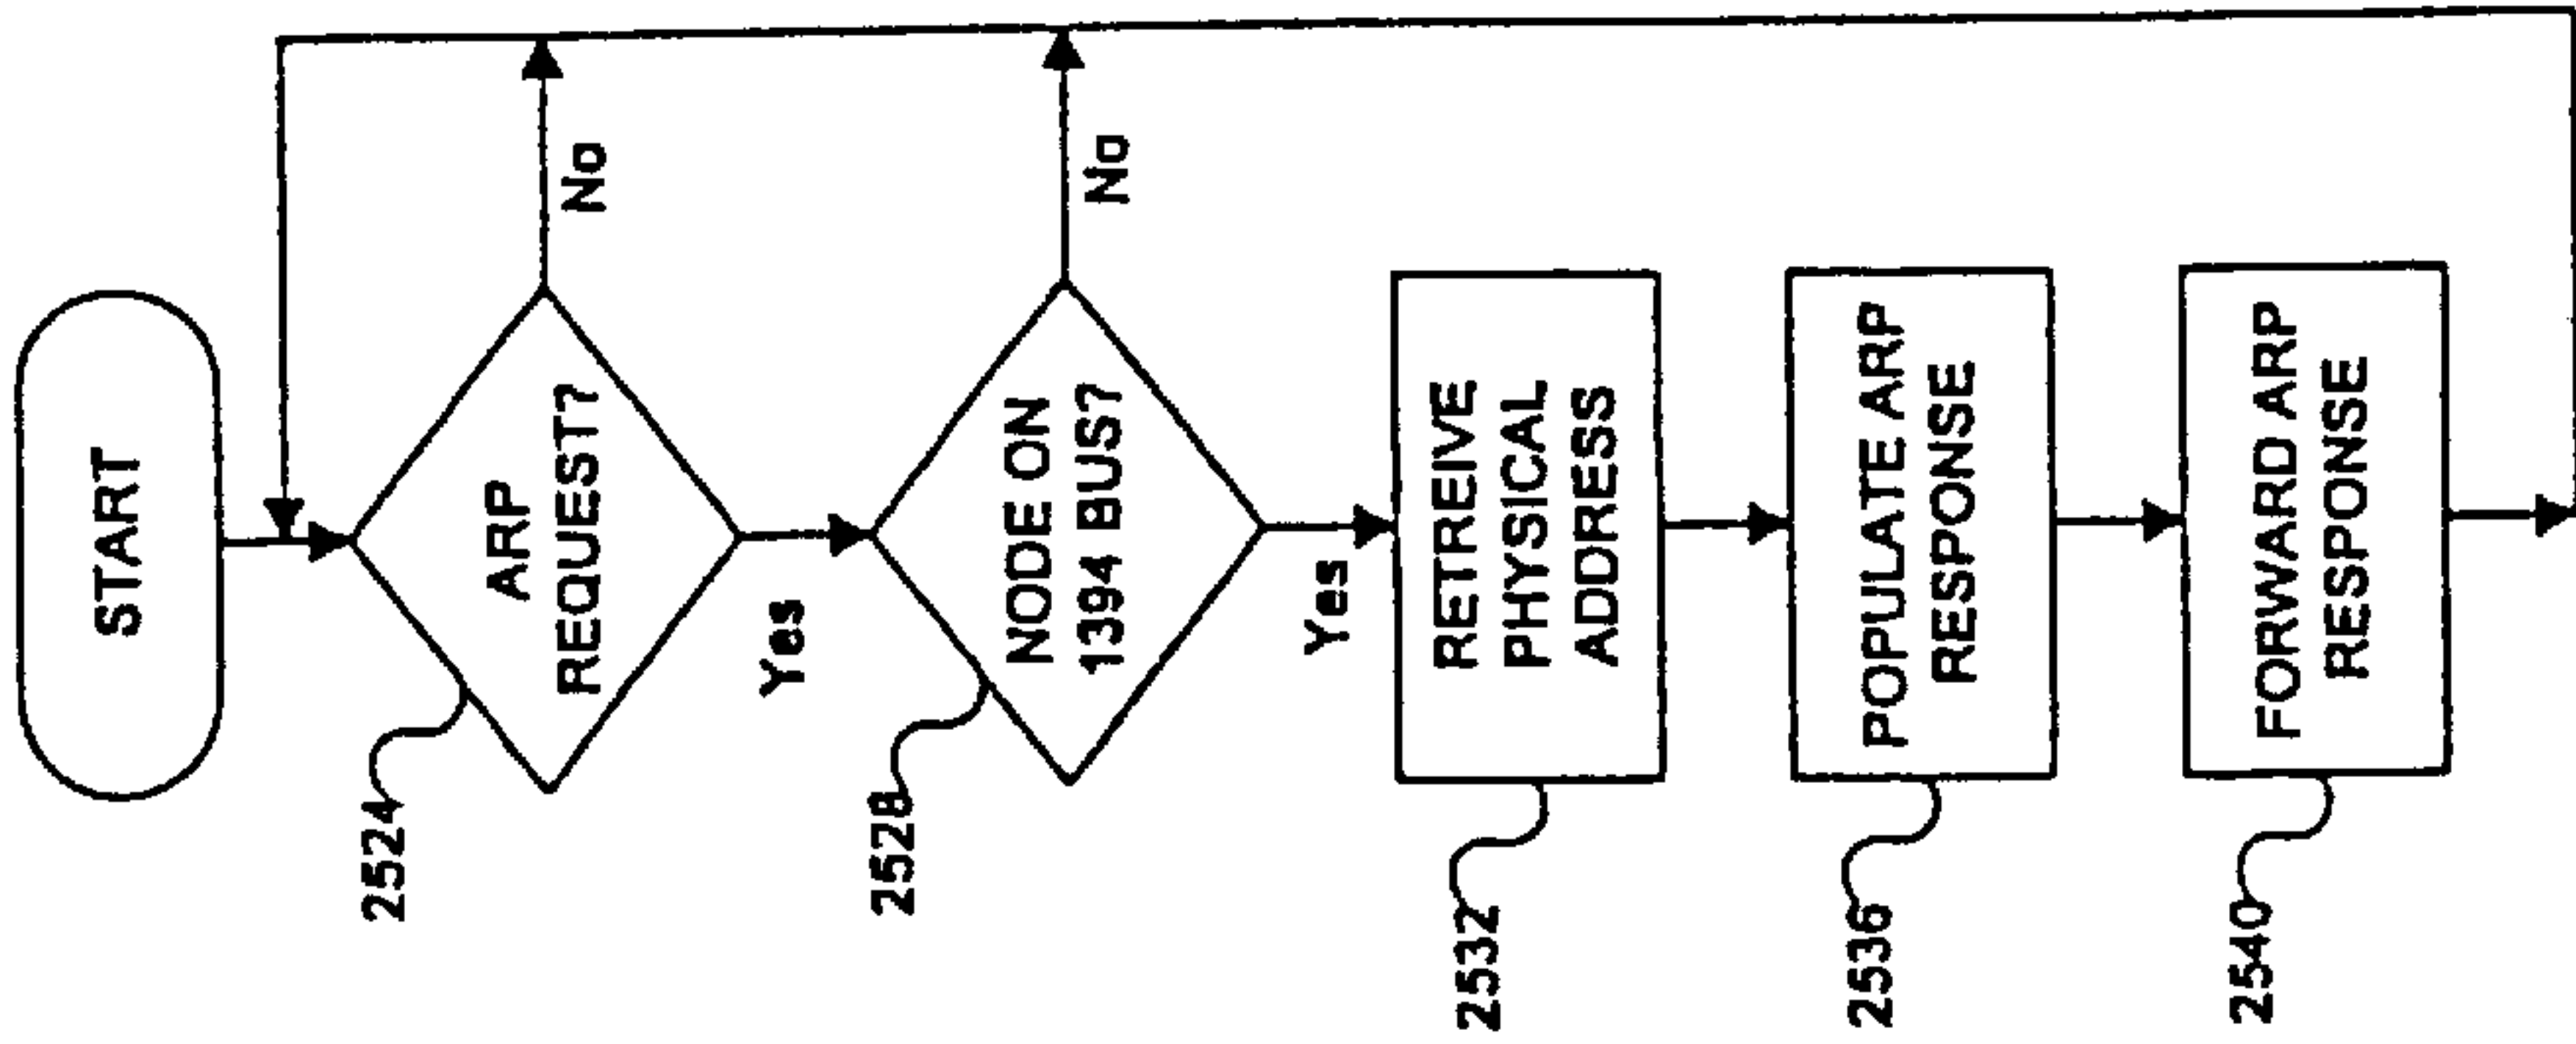 START
2524
ARP
REQUEST?
No
Yes
2528
NODE ON
1394 BUS?
No
Yes
2532
RETREIVE
PHYSICAL
ADDRESS
2536
POPULATE ARP
RESPONSE
2540
FORWARD ARP
RESPONSE